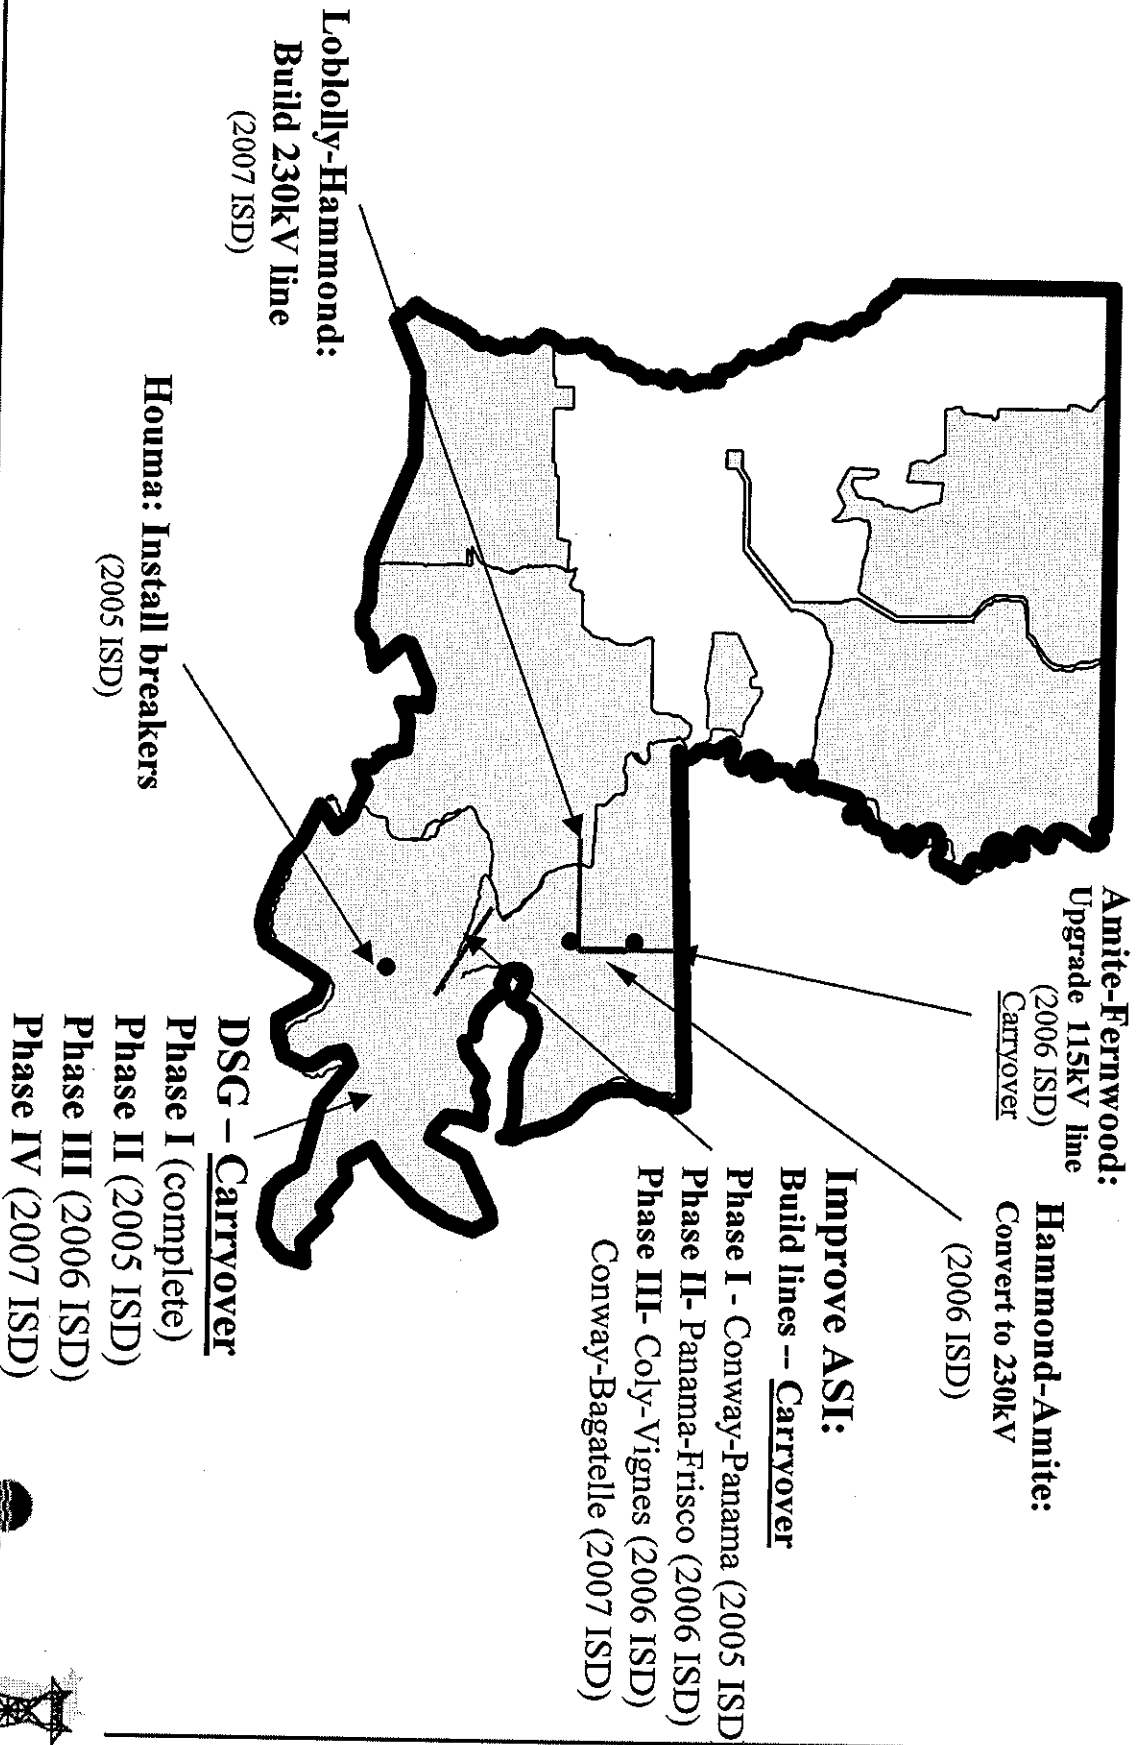 Amite-Fernwood:
Upgrade 115kV line
(2006 ISD)
Carryover
Hammond-Amite:
Convert to 230kV
(2006 ISD)
Improve ASI:
Build lines -- Carryover
Phase I - Conway-Panama (2005 ISD
Phase II- Panama-Frisco (2006 ISD)
Phase III- Coly-Vignes (2006 ISD)
Conway-Bagatelle (2007 ISD)
Loblolly-Hammond:
Build 230kV line
(2007 ISD)
Houma: Install breakers
(2005 ISD)
DSG – Carryover
Phase I (complete)
Phase II (2005 ISD)
Phase III (2006 ISD)
Phase IV (2007 ISD)